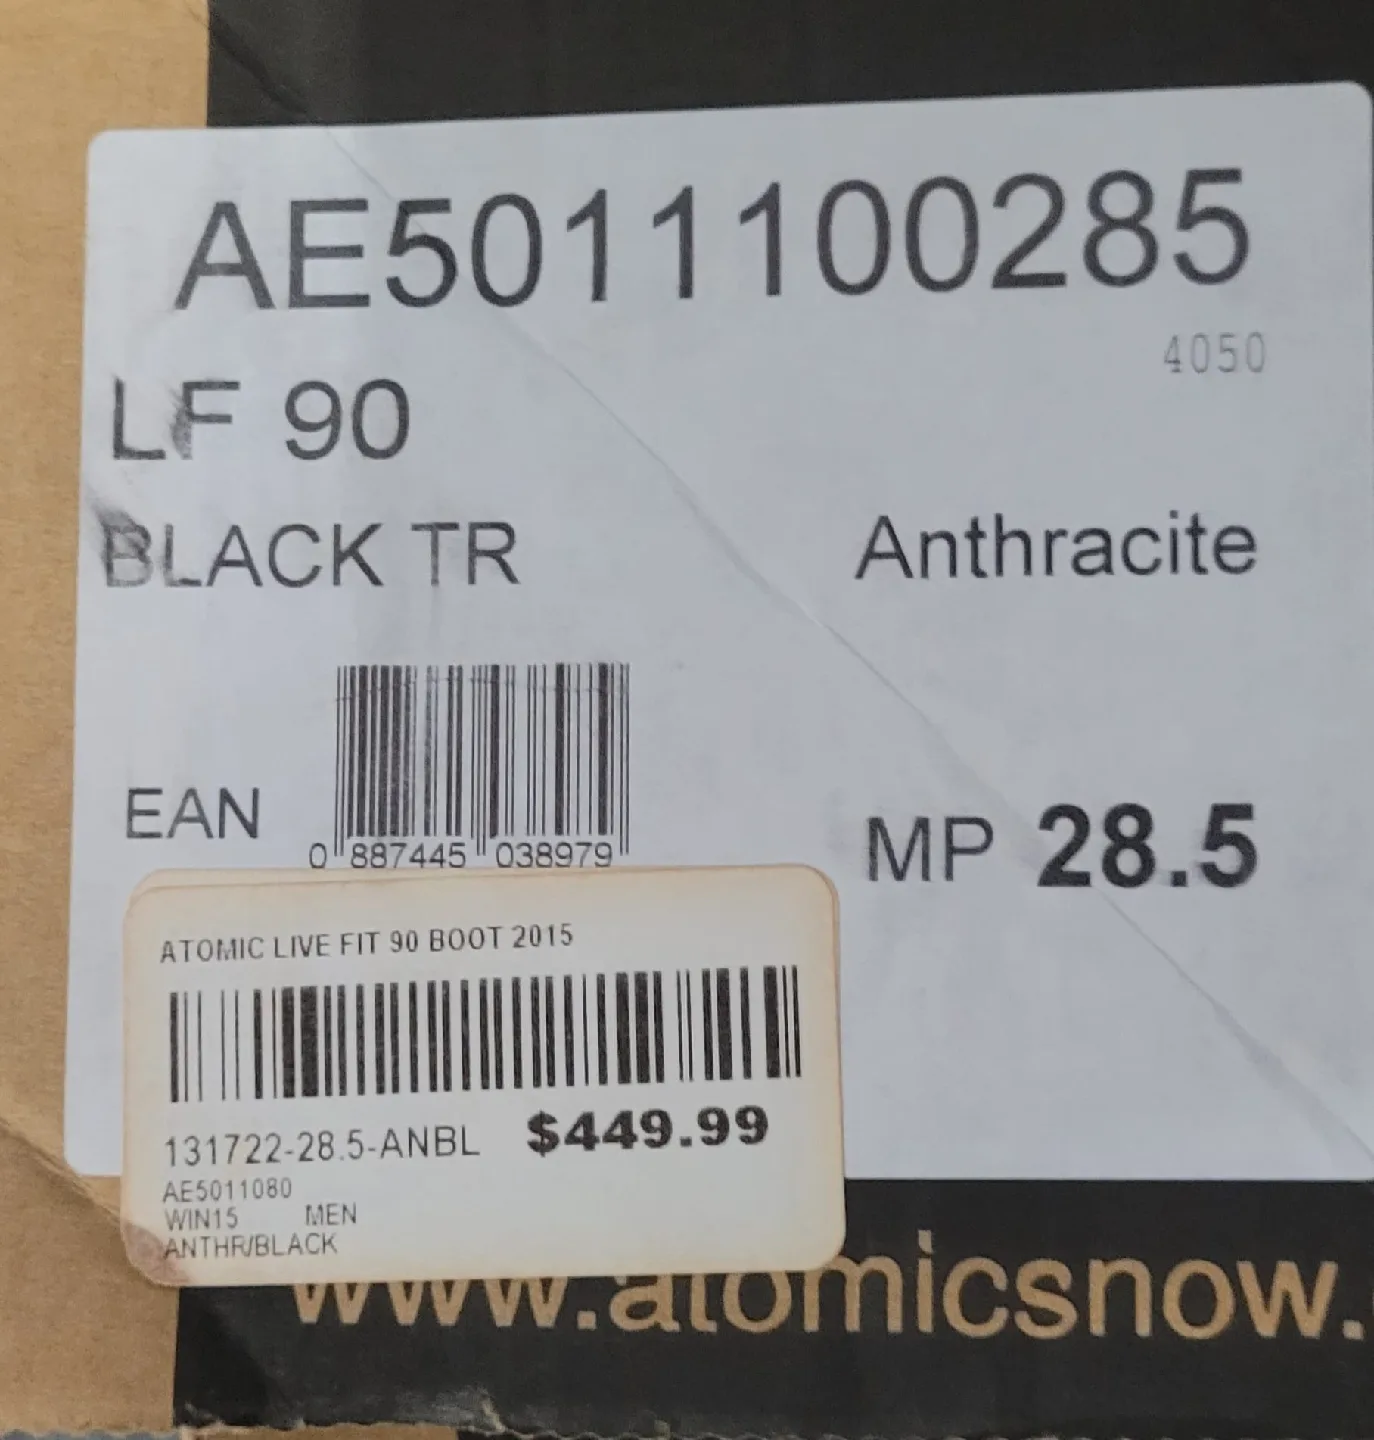 AE5011100285
4050
LF 90
BLACK TR Anthracite
EAN
0 887445 038979
MP 28.5
ATOMIC LIVE FIT 90 BOOT 2015
131722-28.5-ANBL $449.99
AE5011080
WIN15 MEN
ANTHR/BLACK
www.atomicsnow.